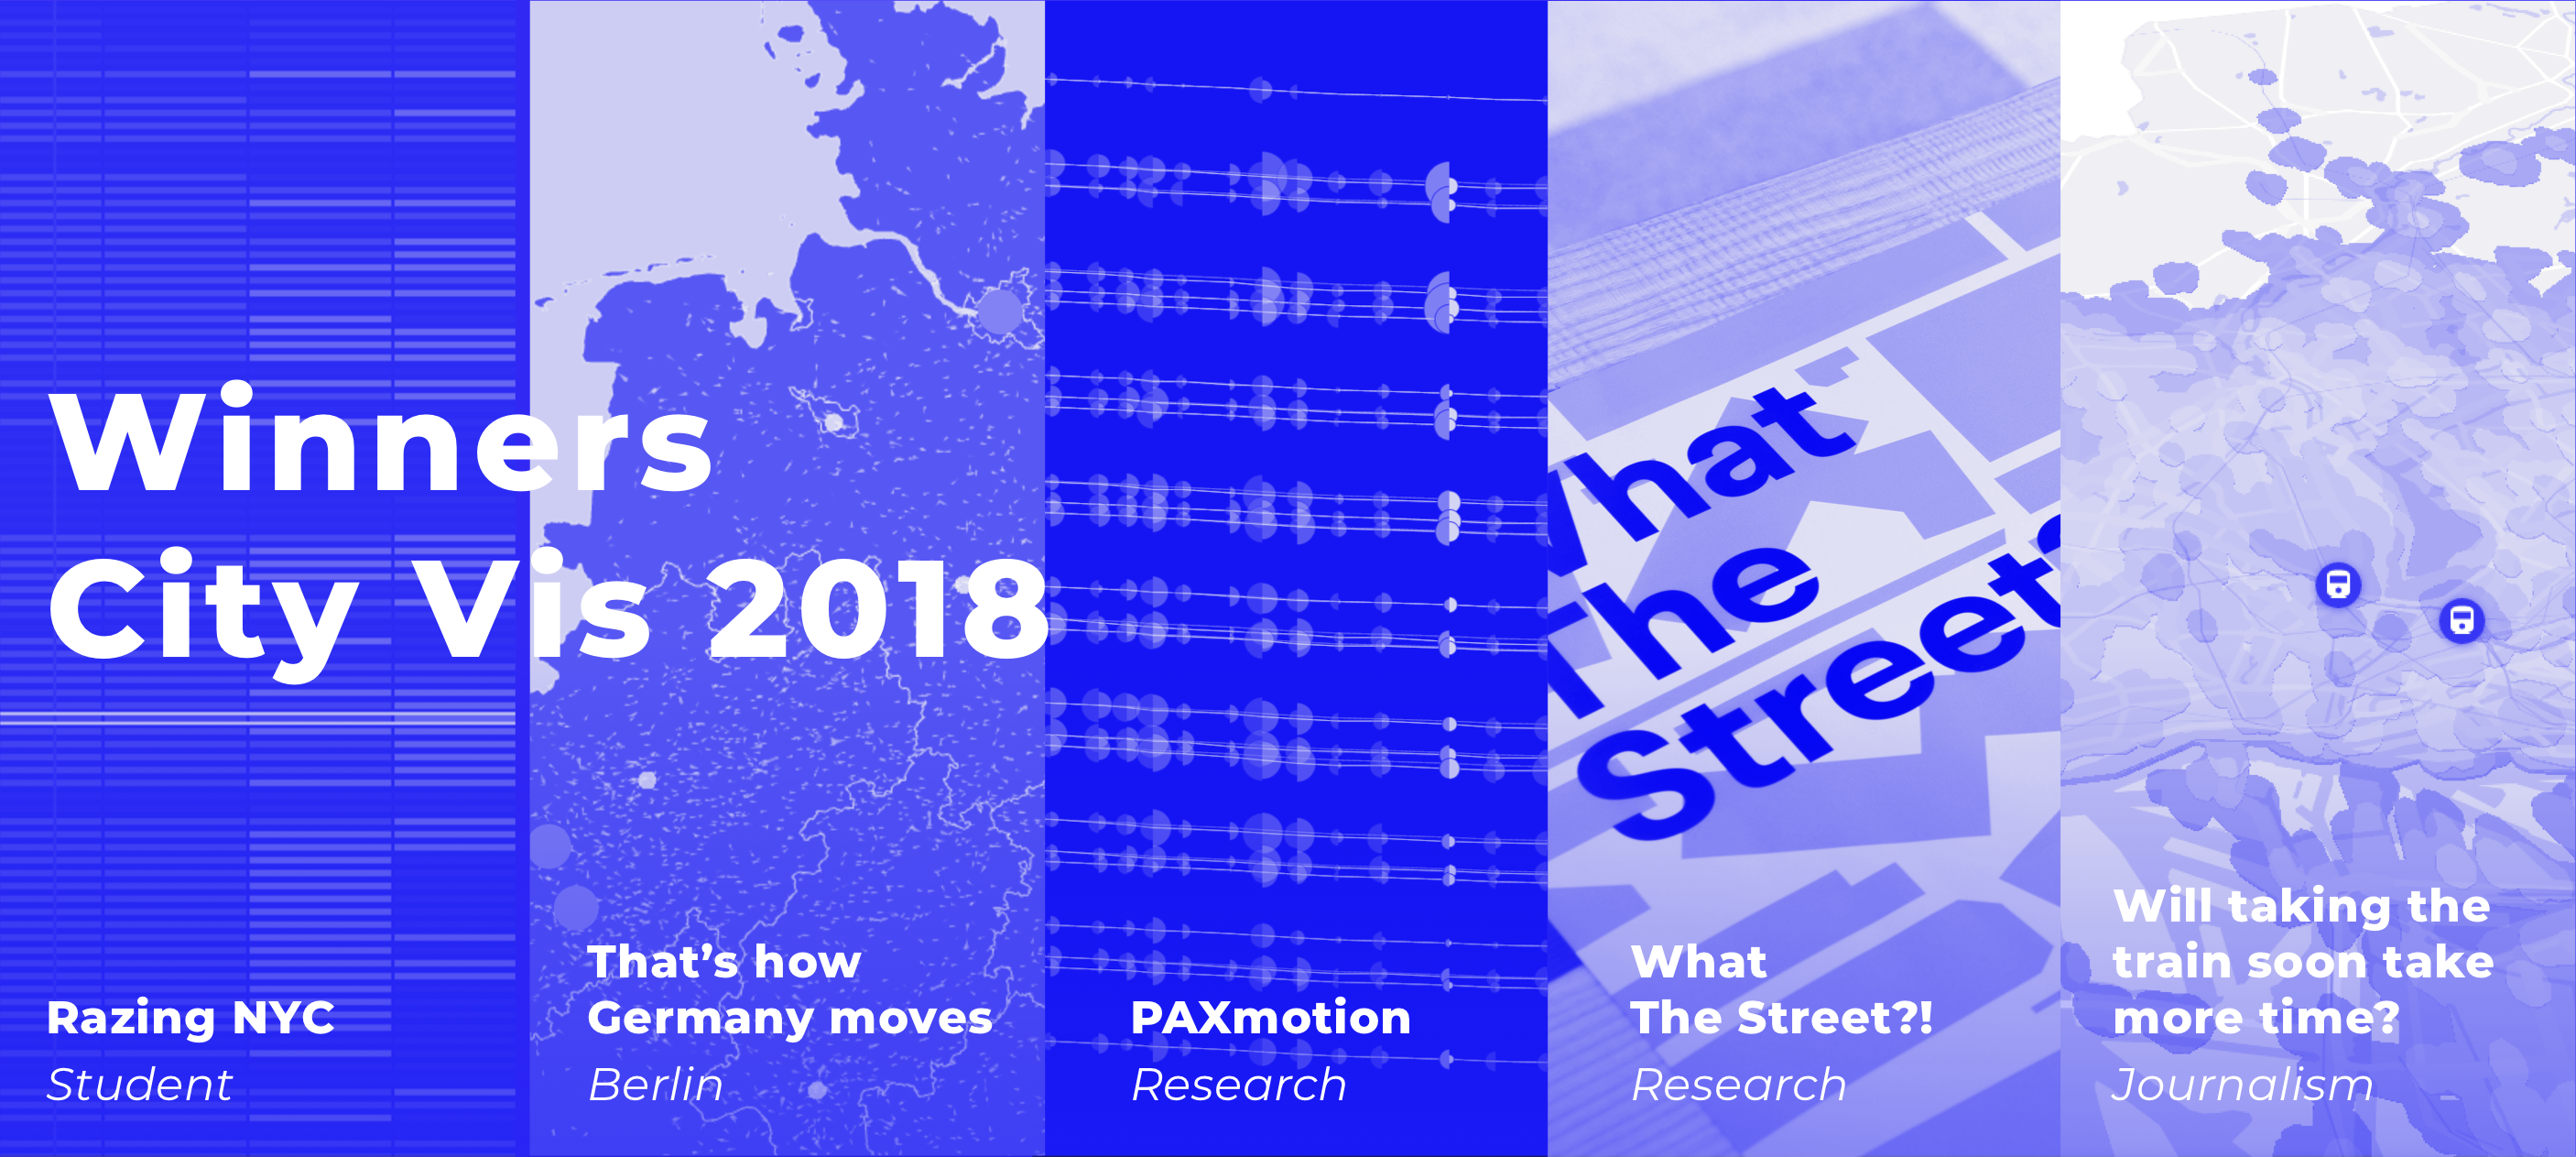 Winners
City Vis 2018
Razing NYC
Student
That's how
Germany moves
Berlin
PAXmotion
Research
hat
The
Street
What
The Street?!
Research
Will taking the
train soon take
more time?
Journalism